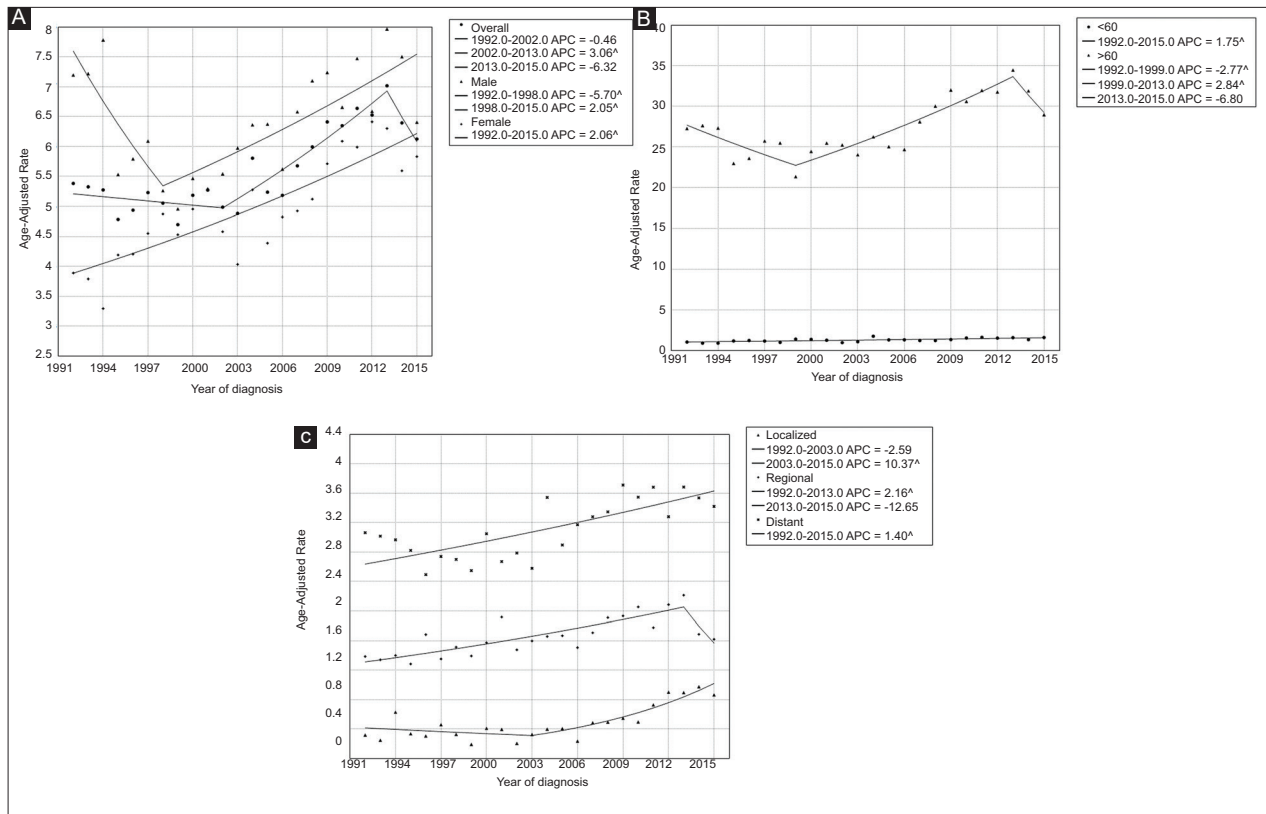 A
8
7.5
7
6.5
6
5.5
5
4.5
4
3.5
3
2.5
Age-Adjusted Rate
1991 1994 1997 2000 2003 2006 2009 2012 2015
Year of diagnosis
Overall
1992.0-2002.0 APC = -0.46
2002.0-2013.0 APC = 3.06^
2013.0-2015.0 APC = -6.32
Male
1992.0-1998.0 APC = -5.70^
1998.0-2015.0 APC = 2.05^
Female
1992.0-2015.0 APC = 2.06^
B
40
35
30
25
20
15
10
5
0
Age-Adjusted Rate
1991 1994 1997 2000 2003 2006 2009 2012 2015
Year of diagnosis
<60
1992.0-2015.0 APC = 1.75^
>60
1992.0-1999.0 APC = -2.77^
1999.0-2013.0 APC = 2.84^
2013.0-2015.0 APC = -6.80
C
4.4
4
3.6
3.2
2.8
2.4
2
1.6
1.2
0.8
0.4
0
Age-Adjusted Rate
1991 1994 1997 2000 2003 2006 2009 2012 2015
Year of diagnosis
Localized
1992.0-2003.0 APC = -2.59
2003.0-2015.0 APC = 10.37^
Regional
1992.0-2013.0 APC = 2.16^
2013.0-2015.0 APC = -12.65
Distant
1992.0-2015.0 APC = 1.40^